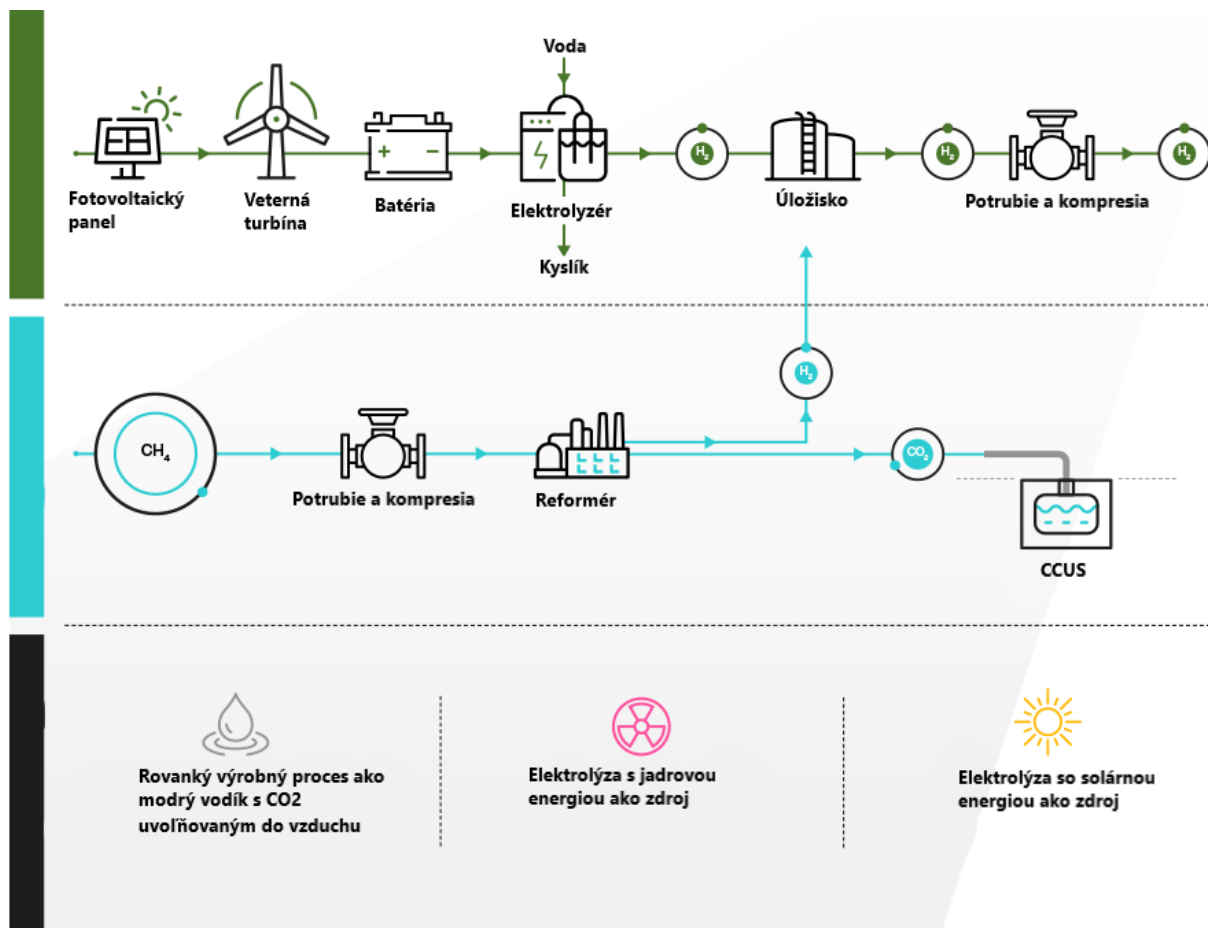 Voda
Fotovoltaický
panel
Veterná
turbína
Batéria
+ −
Elektrolyzér
Kyslík
H₂
Úložisko
H₂
Potrubie a kompresia
H₂
H₂
CH₄
Potrubie a kompresia
Reformér
CO₂
CCUS
Rovanký výrobný proces ako
modrý vodík s CO2
uvoľňovaným do vzduchu
Elektrolýza s jadrovou
energiou ako zdroj
Elektrolýza so solárnou
energiou ako zdroj